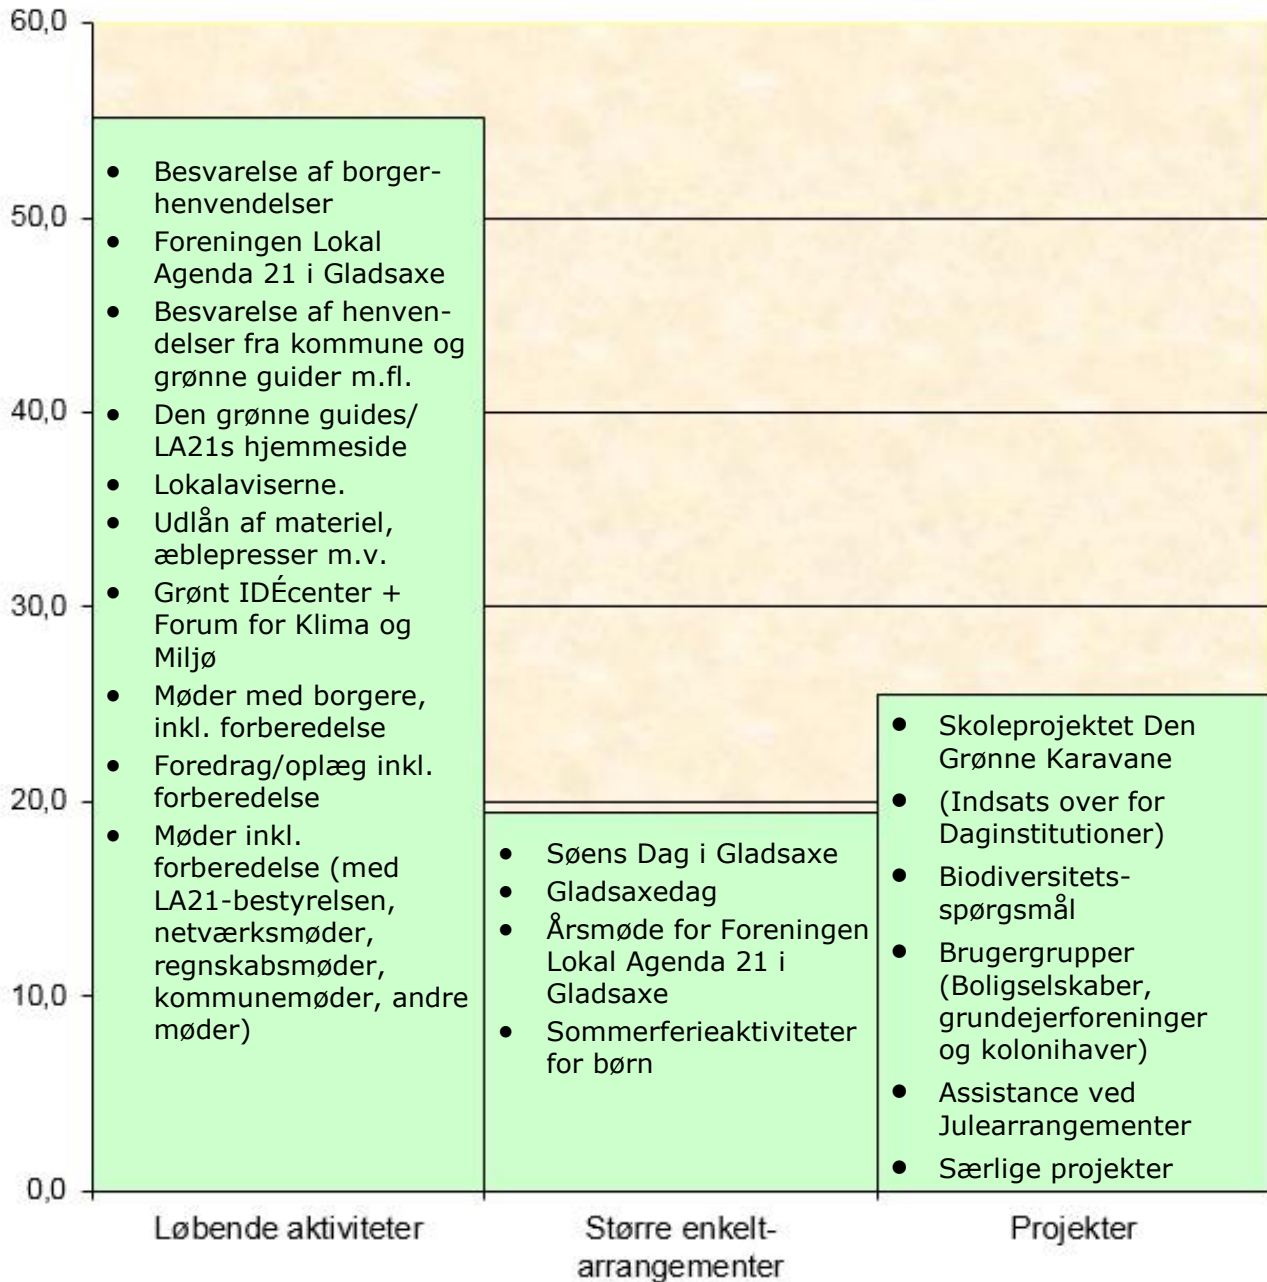 60,0
50,0
40,0
30,0
20,0
10,0
0,0
• Besvarelse af borger-
henvendelser
• Foreningen Lokal
Agenda 21 i Gladsaxe
• Besvarelse af henven-
delser fra kommune og
grønne guider m.fl.
• Den grønne guides/
LA21s hjemmeside
• Lokalaviserne.
• Udlån af materiel,
æblepresser m.v.
• Grønt IDÉcenter +
Forum for Klima og
Miljø
• Møder med borgere,
inkl. forberedelse
• Foredrag/oplæg inkl.
forberedelse
• Møder inkl.
forberedelse (med
LA21-bestyrelsen,
netværksmøder,
regnskabsmøder,
kommunemøder, andre
møder)
• Søens Dag i Gladsaxe
• Gladsaxedag
• Årsmøde for Foreningen
Lokal Agenda 21 i
Gladsaxe
• Sommerferieaktiviteter
for børn
• Skoleprojektet Den
Grønne Karavane
• (Indsats over for
Daginstitutioner)
• Biodiversitets-
spørgsmål
• Brugergrupper
(Boligselskaber,
grundejerforeninger
og kolonihaver)
• Assistance ved
Julearrangementer
• Særlige projekter
Løbende aktiviteter
Større enkelt-
arrangementer
Projekter